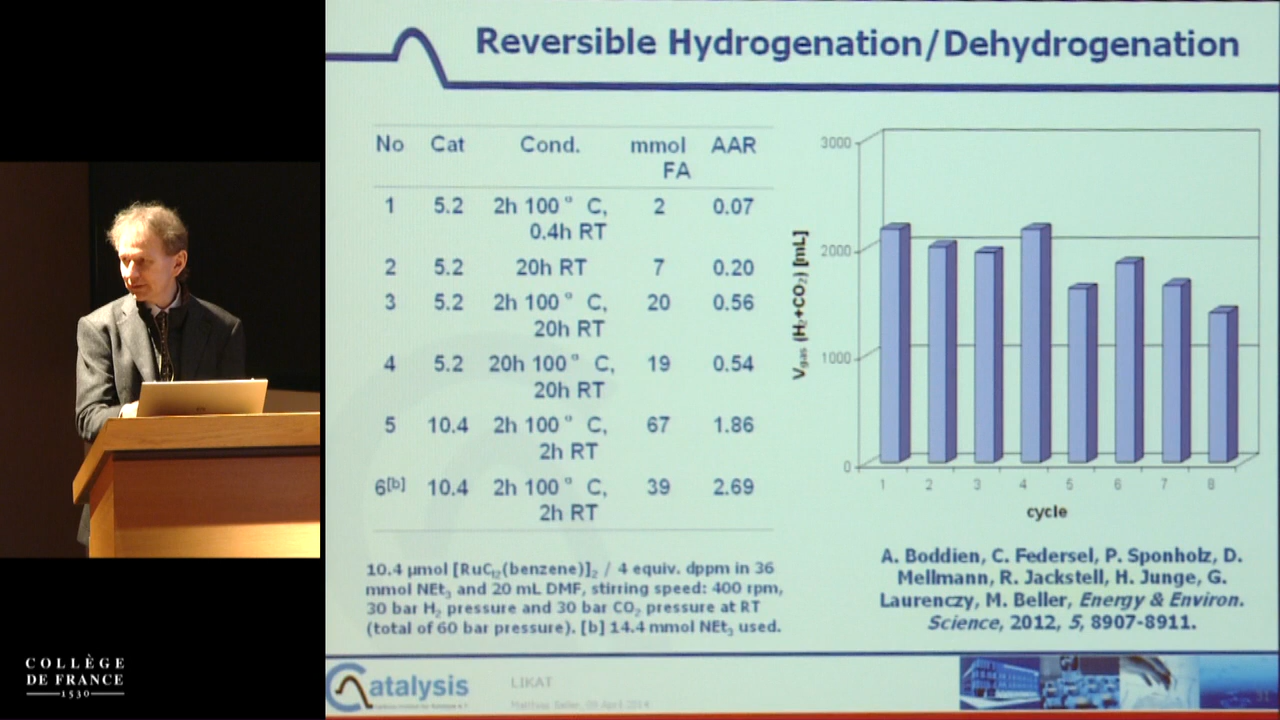 Reversible Hydrogenation/Dehydrogenation
No Cat Cond. mmol FA AAR
1 5.2 2h 100° C, 0.4h RT 2 0.07
2 5.2 20h RT 7 0.20
3 5.2 2h 100° C, 20h RT 20 0.56
4 5.2 20h 100° C, 20h RT 19 0.54
5 10.4 2h 100° C, 2h RT 67 1.86
6[b] 10.4 2h 100° C, 2h RT 39 2.69
10.4 µmol [RuCl₂(benzene)]₂ / 4 equiv. dppm in 36
mmol NEt₃ and 20 mL DMF, stirring speed: 400 rpm,
30 bar H₂ pressure and 30 bar CO₂ pressure at RT
(total of 60 bar pressure). [b] 14.4 mmol NEt₃ used.
Vgas (H₂+CO₂) [mL]
3000
2000
1000
0
1 2 3 4 5 6 7 8
cycle
A. Boddien, C. Federsel, P. Sponholz, D.
Mellmann, R. Jackstell, H. Junge, G.
Laurenczy, M. Beller, Energy & Environ.
Science, 2012, 5, 8907-8911.
COLLÈGE
DE FRANCE
1530
Catalysis
LIKAT
31